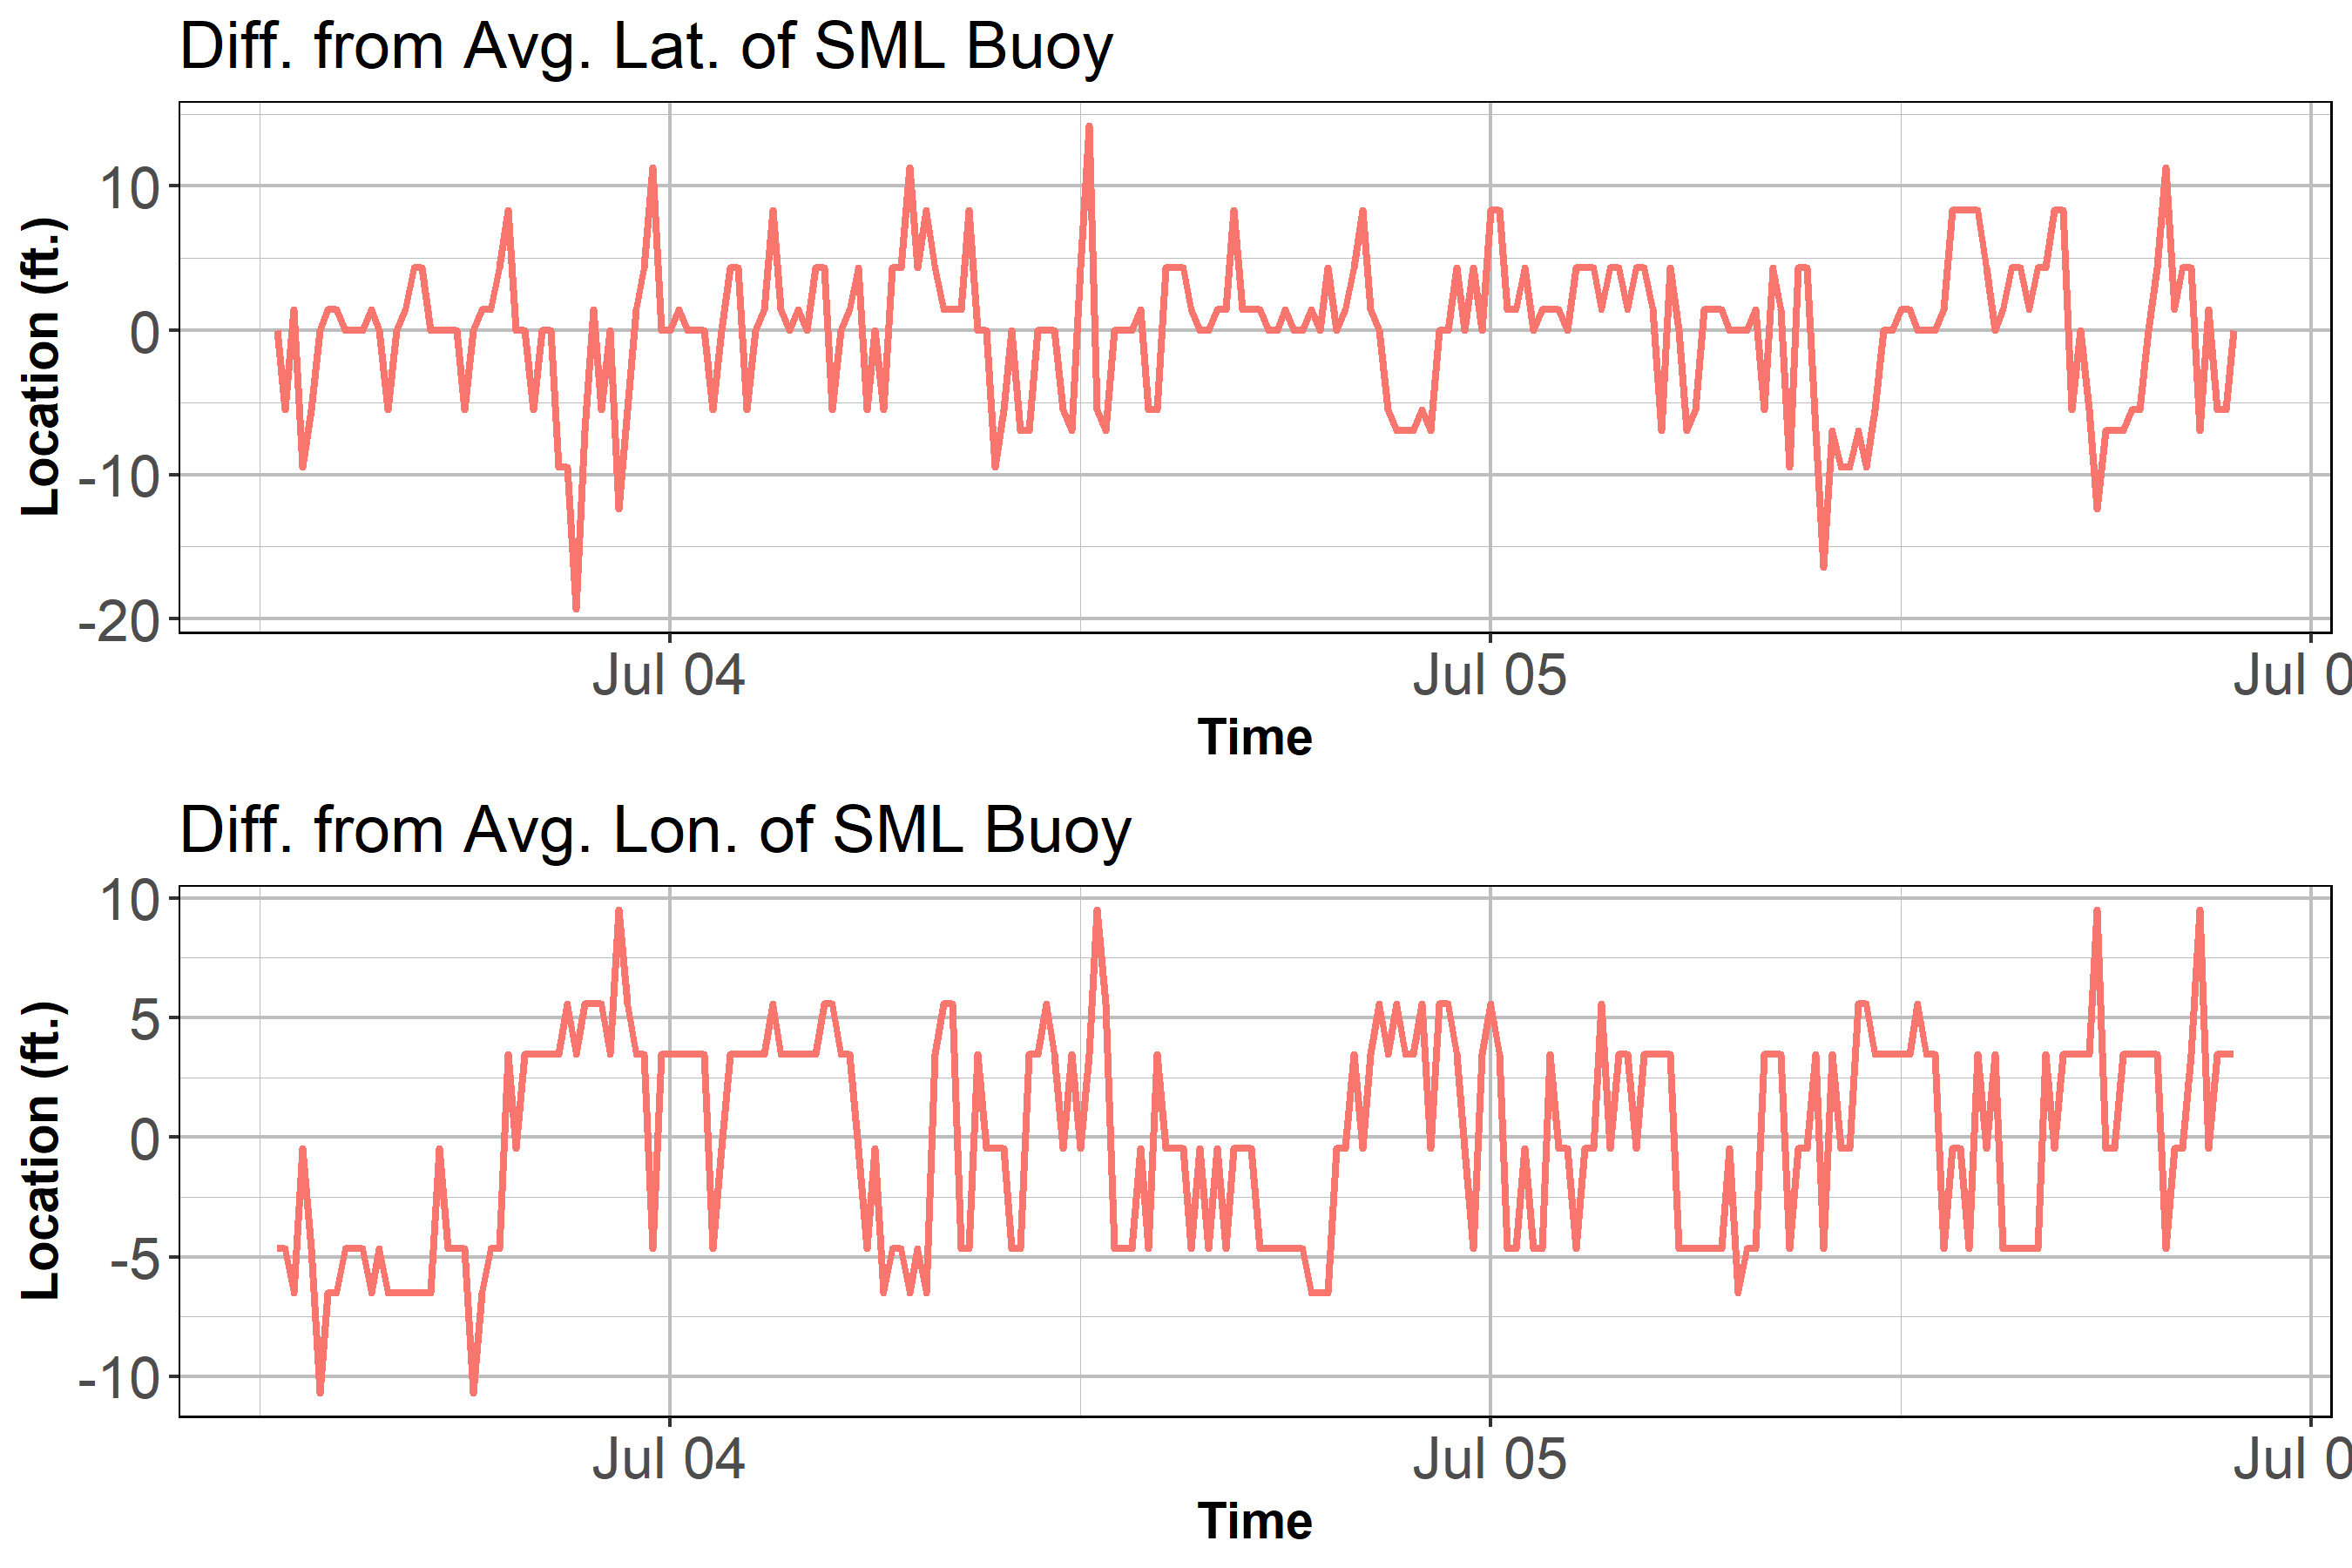 Diff. from Avg. Lat. of SML Buoy
Location (ft.)
10
0
-10
-20
Jul 04
Jul 05
Jul 0
Time
Diff. from Avg. Lon. of SML Buoy
Location (ft.)
10
5
0
-5
-10
Jul 04
Jul 05
Jul 0
Time